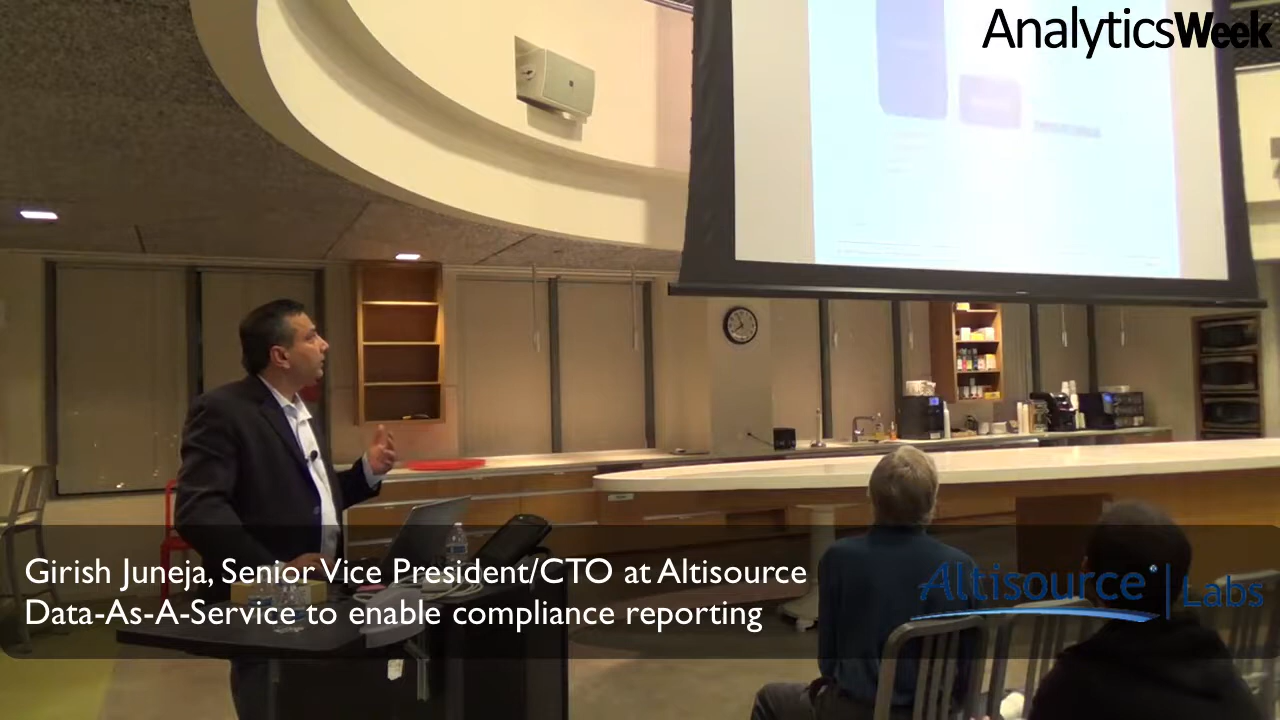 AnalyticsWeek
Girish Juneja, Senior Vice President/CTO at Altisource
Data-As-A-Service to enable compliance reporting
Altisource | Labs